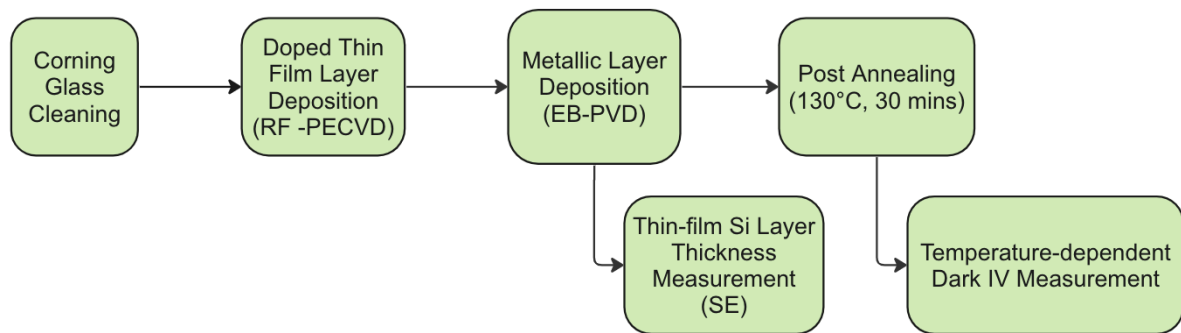 Corning
Glass
Cleaning
Doped Thin
Film Layer
Deposition
(RF -PECVD)
Metallic Layer
Deposition
(EB-PVD)
Post Annealing
(130°C, 30 mins)
Thin-film Si Layer
Thickness
Measurement
(SE)
Temperature-dependent
Dark IV Measurement